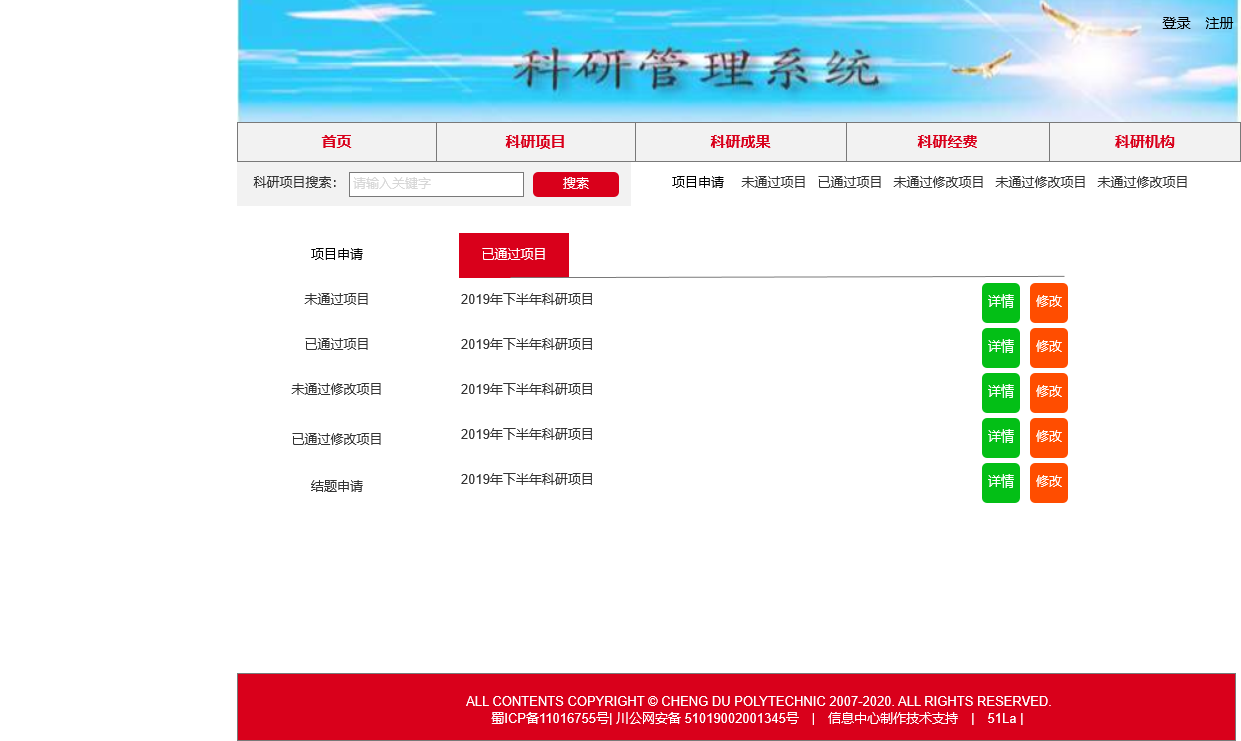 登录 注册
科研管理系统
首页 科研项目 科研成果 科研经费 科研机构
科研项目搜索： 请输入关键字 搜索 项目申请 未通过项目 已通过项目 未通过修改项目 未通过修改项目 未通过修改项目
项目申请 已通过项目
未通过项目 2019年下半年科研项目 详情 修改
已通过项目 2019年下半年科研项目 详情 修改
未通过修改项目 2019年下半年科研项目 详情 修改
已通过修改项目 2019年下半年科研项目 详情 修改
结题申请 2019年下半年科研项目 详情 修改
ALL CONTENTS COPYRIGHT © CHENG DU POLYTECHNIC 2007-2020. ALL RIGHTS RESERVED.
蜀ICP备11016755号| 川公网安备 51019002001345号 | 信息中心制作技术支持 | 51La |